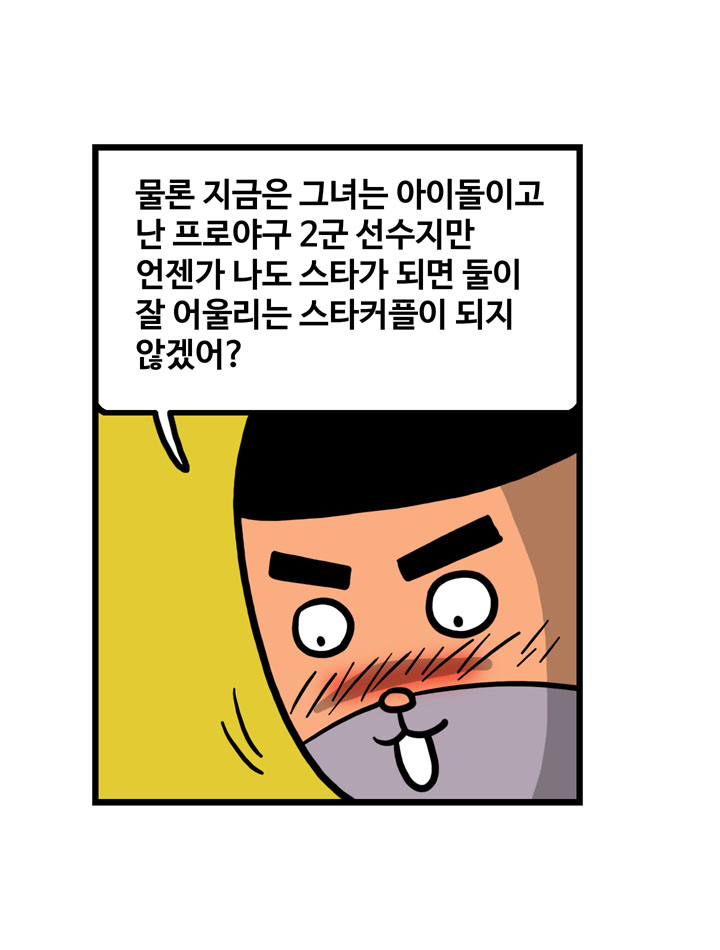 물론 지금은 그녀는 아이돌이고
난 프로야구 2군 선수지만
언젠가 나도 스타가 되면 둘이
잘 어울리는 스타커플이 되지
않겠어?